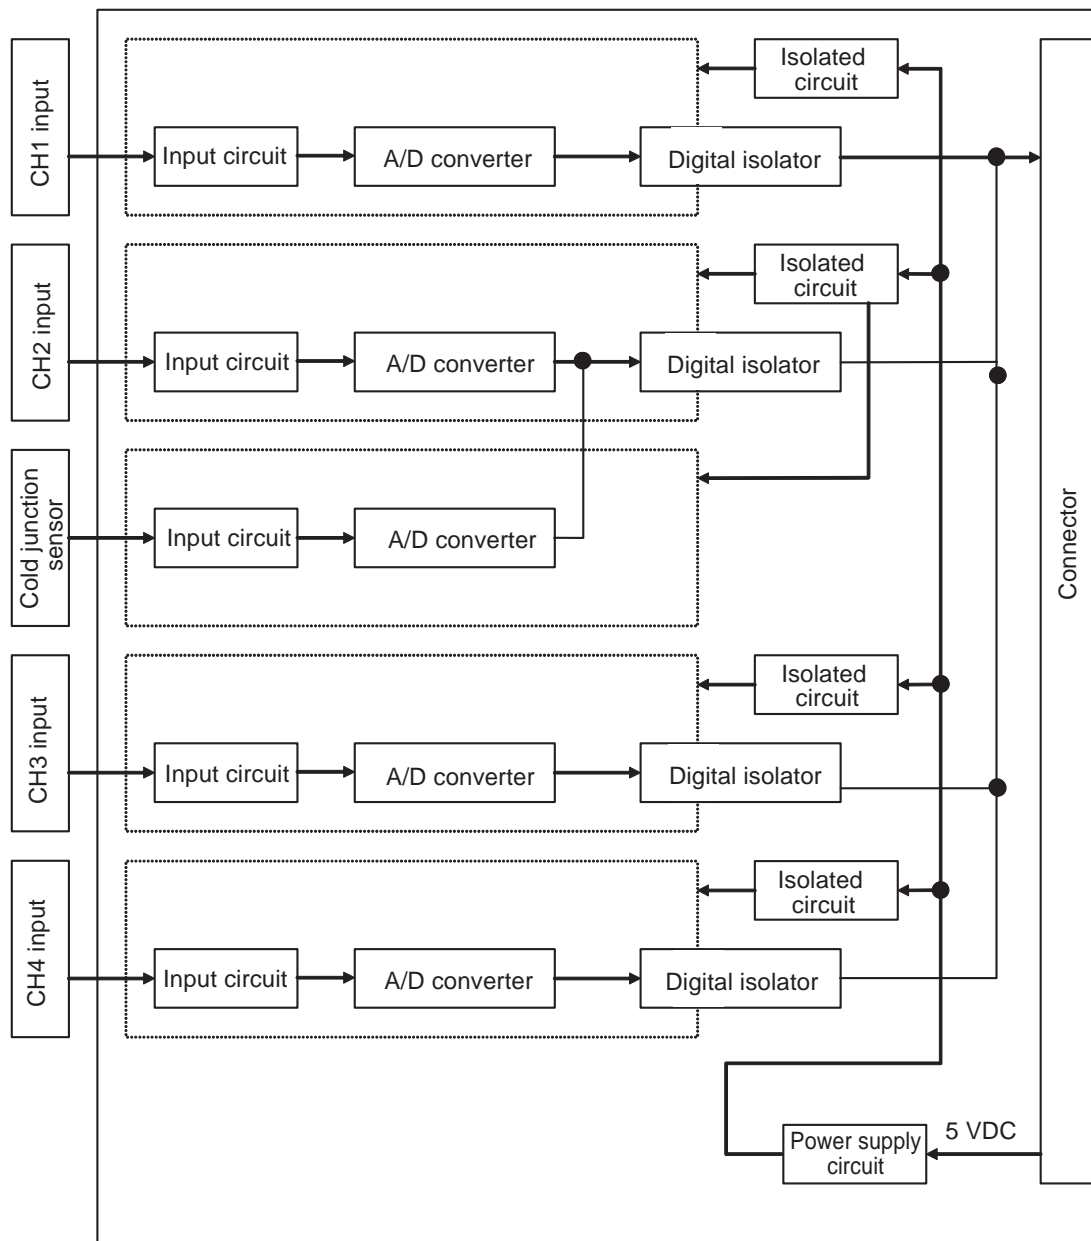 Isolated
circuit
CH1 input
Input circuit
A/D converter
Digital isolator
Isolated
circuit
CH2 input
Input circuit
A/D converter
Digital isolator
Cold junction
sensor
Input circuit
A/D converter
Connector
Isolated
circuit
CH3 input
Input circuit
A/D converter
Digital isolator
Isolated
circuit
CH4 input
Input circuit
A/D converter
Digital isolator
Power supply
circuit
5 VDC